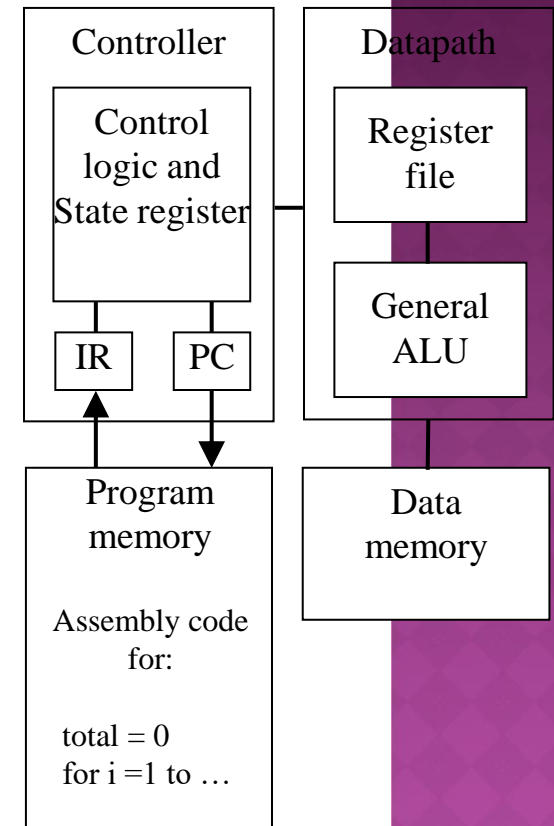 Controller
Control
logic and
State register
IR
PC
Datapath
Register
file
General
ALU
Program
memory
Assembly code
for:
total = 0
for i =1 to …
Data
memory